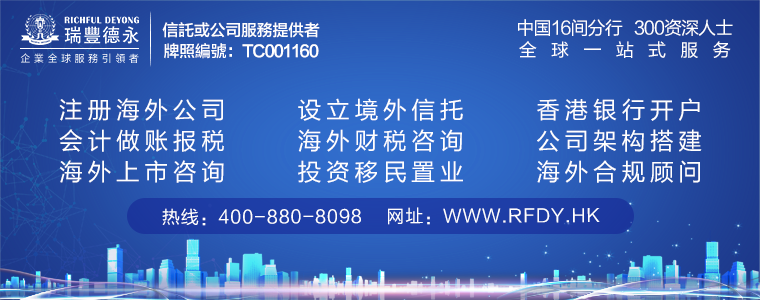 RICHFUL DEYONG
瑞豐德永
企業全球服務引領者
信託或公司服務提供者
牌照編號：TC001160
中国16间分行 300资深人士
全球一站式服务
注册海外公司 设立境外信托 香港银行开户
会计做账报税 海外财税咨询 公司架构搭建
海外上市咨询 投资移民置业 海外合规顾问
热线：400-880-8098 网址：WWW.RFDY.HK